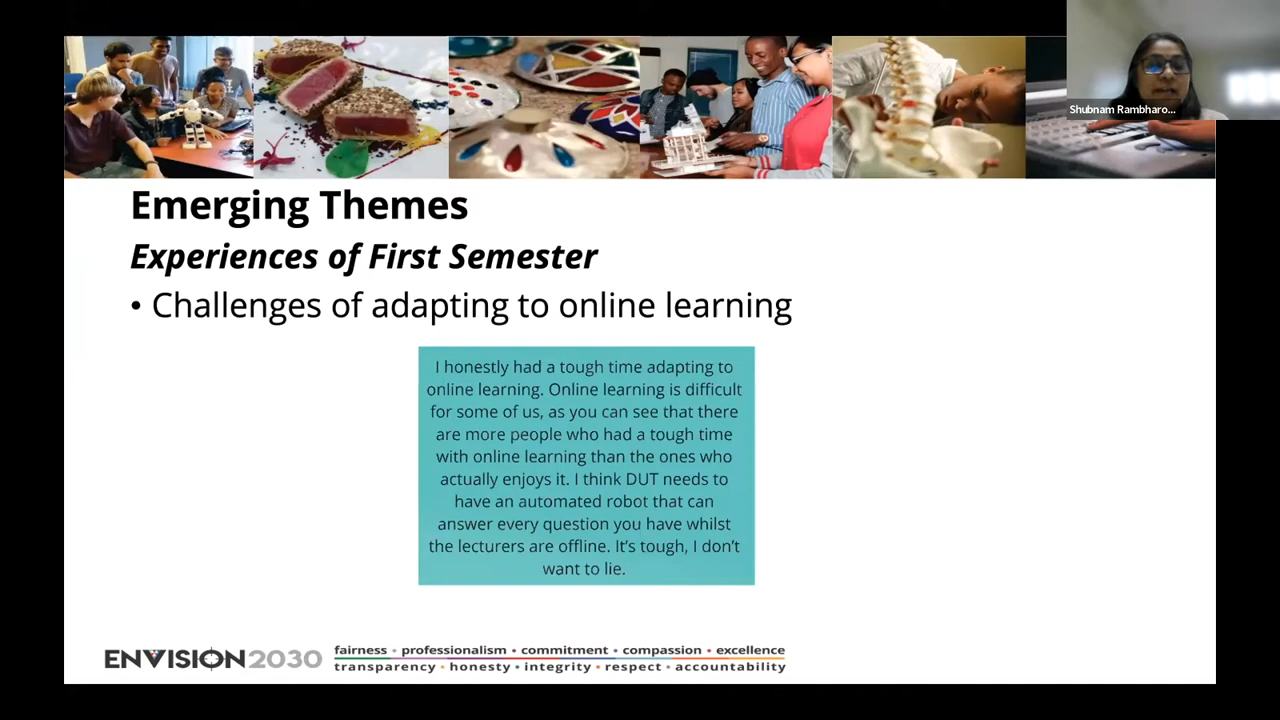 Shubnam Rambharo...
Emerging Themes
Experiences of First Semester
• Challenges of adapting to online learning
I honestly had a tough time adapting to
online learning. Online learning is difficult
for some of us, as you can see that there
are more people who had a tough time
with online learning than the ones who
actually enjoys it. I think DUT needs to
have an automated robot that can
answer every question you have whilst
the lecturers are offline. It's tough, I don't
want to lie.
ENVISION2030
fairness • professionalism • commitment • compassion • excellence
transparency • honesty • integrity • respect • accountability